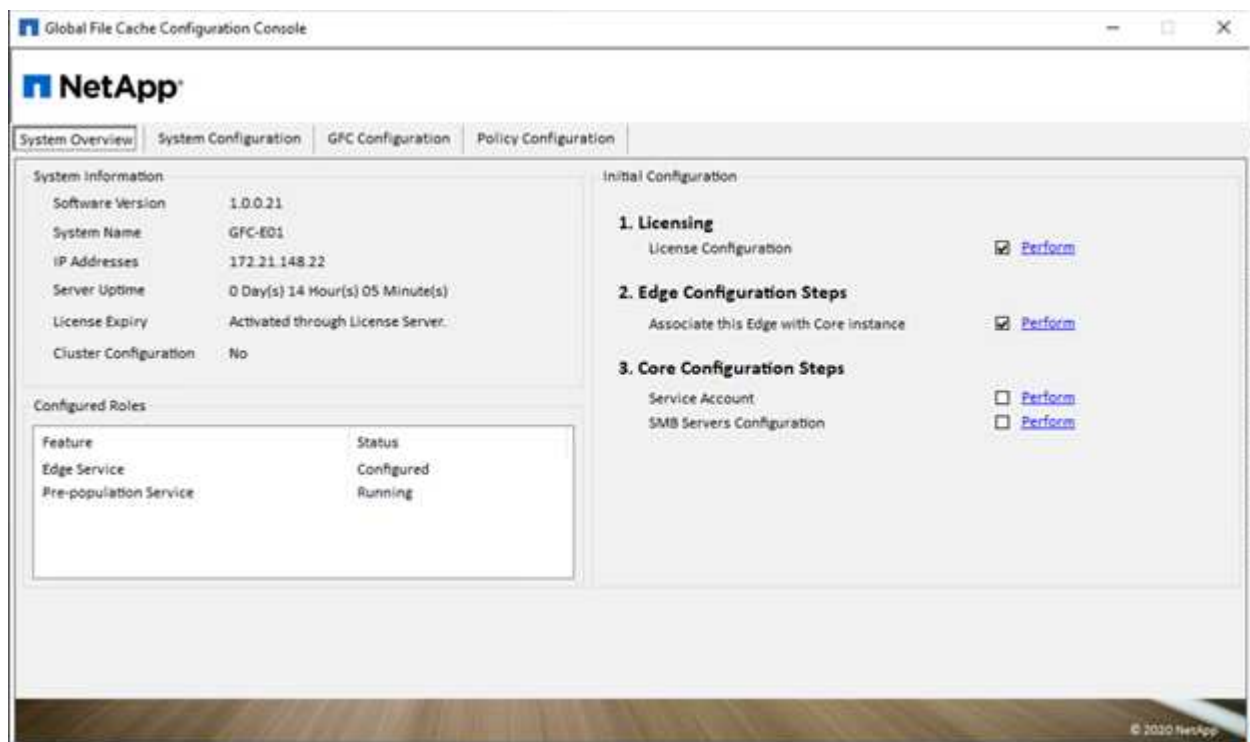 Global File Cache Configuration Console
NetApp
System Overview System Configuration GFC Configuration Policy Configuration
System Information
Software Version 1.0.0.21
System Name GFC-E01
IP Addresses 172.21.148.22
Server Uptime 0 Day(s) 14 Hour(s) 05 Minute(s)
License Expiry Activated through License Server.
Cluster Configuration No
Configured Roles
Feature Status
Edge Service Configured
Pre-population Service Running
Initial Configuration
1. Licensing
License Configuration Perform
2. Edge Configuration Steps
Associate this Edge with Core instance Perform
3. Core Configuration Steps
Service Account Perform
SMB Servers Configuration Perform
© 2020 NetApp